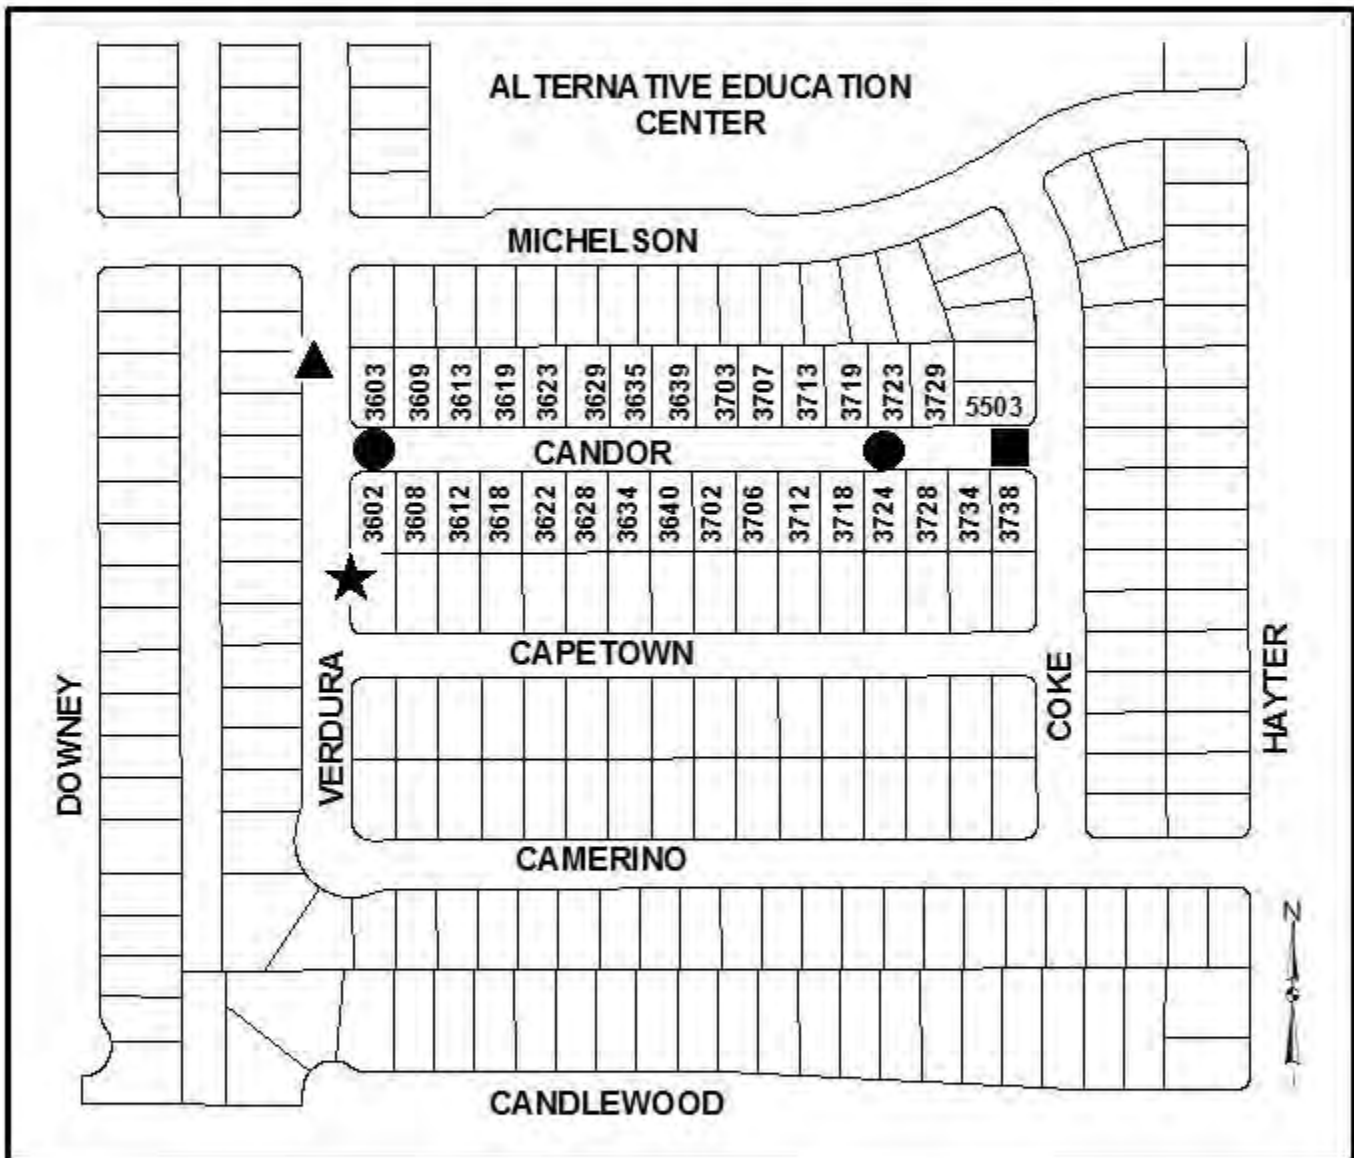 ALTERNATIVE EDUCATION
CENTER
MICHELSON
3603
3609
3613
3619
3623
3629
3635
3639
3703
3707
3713
3719
3723
3729
5503
CANDOR
3602
3608
3612
3618
3622
3628
3634
3640
3702
3706
3712
3718
3724
3728
3734
3738
CAPETOWN
DOWNEY
VERDURA
COKE
HAYTER
CAMERINO
N
CANDLEWOOD